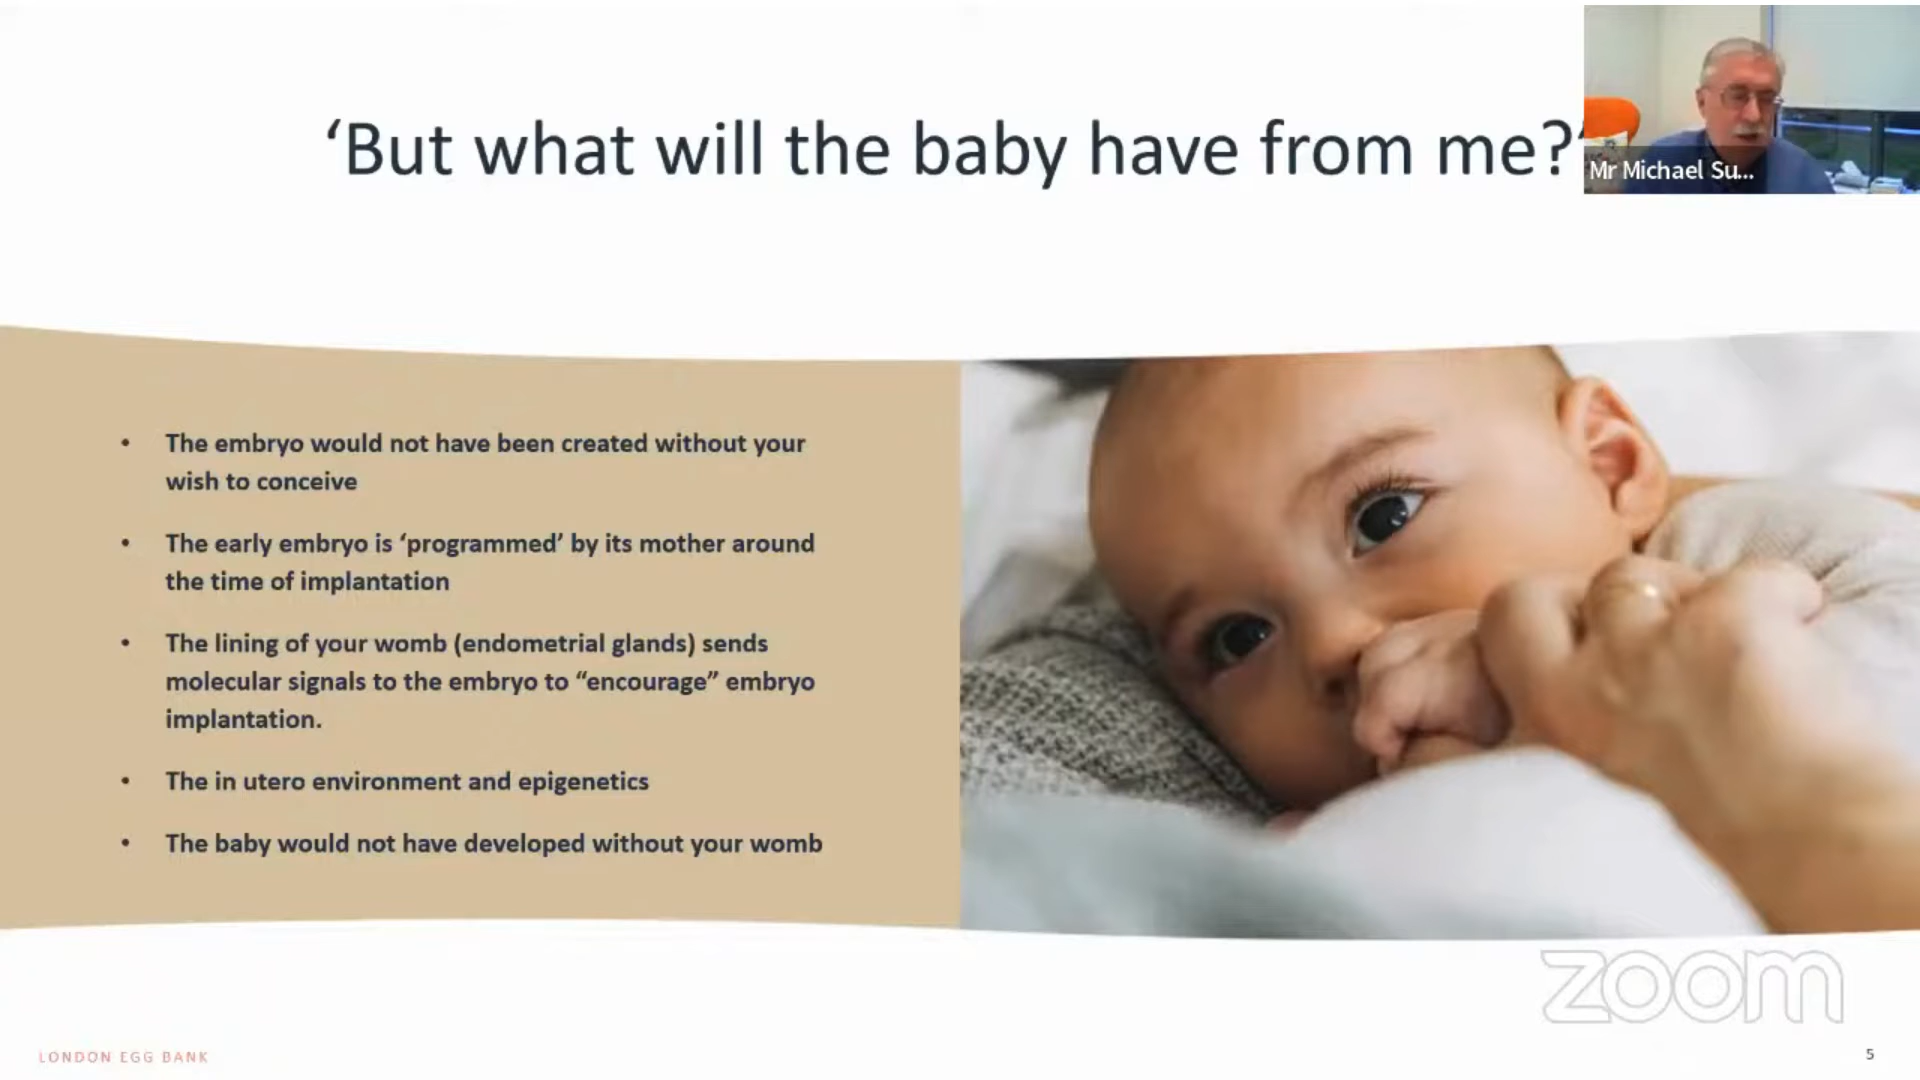 ‘But what will the baby have from me?’
Mr Michael Su...
• The embryo would not have been created without your
wish to conceive
• The early embryo is ‘programmed’ by its mother around
the time of implantation
• The lining of your womb (endometrial glands) sends
molecular signals to the embryo to “encourage” embryo
implantation.
• The in utero environment and epigenetics
• The baby would not have developed without your womb
zoom
LONDON EGG BANK
5